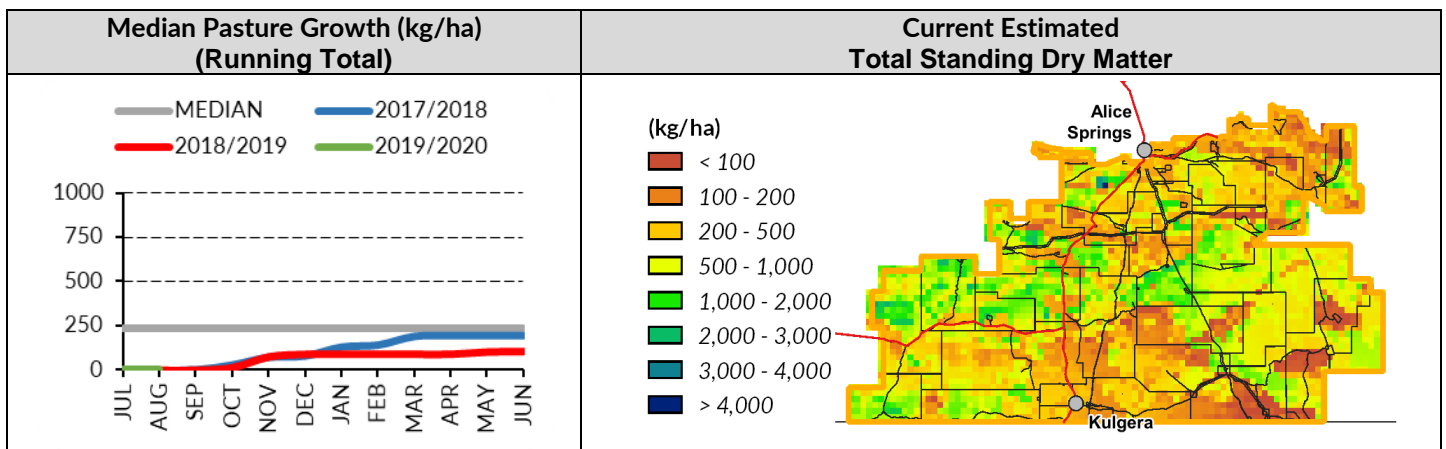 Median Pasture Growth (kg/ha)
(Running Total)
Current Estimated
Total Standing Dry Matter
MEDIAN
2017/2018
2018/2019
2019/2020
1000
750
500
250
0
JUL
AUG
SEP
OCT
NOV
DEC
JAN
FEB
MAR
APR
MAY
JUN
(kg/ha)
< 100
100 - 200
200 - 500
500 - 1,000
1,000 - 2,000
2,000 - 3,000
3,000 - 4,000
> 4,000
Alice
Springs
Kulgera